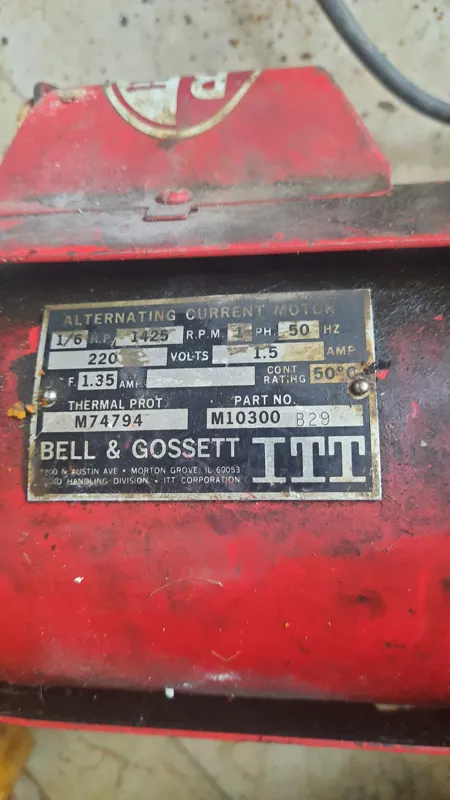 ALTERNATING CURRENT MOTOR
1/6 H.P. 1425 R.P.M. 1 PH. 50 HZ
220 VOLTS 1.5 AMP
S.F. 1.35 AMP. CONT. RATING 50°C
THERMAL PROT. PART NO.
M74794 M10300 B29
BELL & GOSSETT ITT
AUSTIN AVE • MORTON GROVE, IL 60053
HANDLING DIVISION • ITT CORPORATION